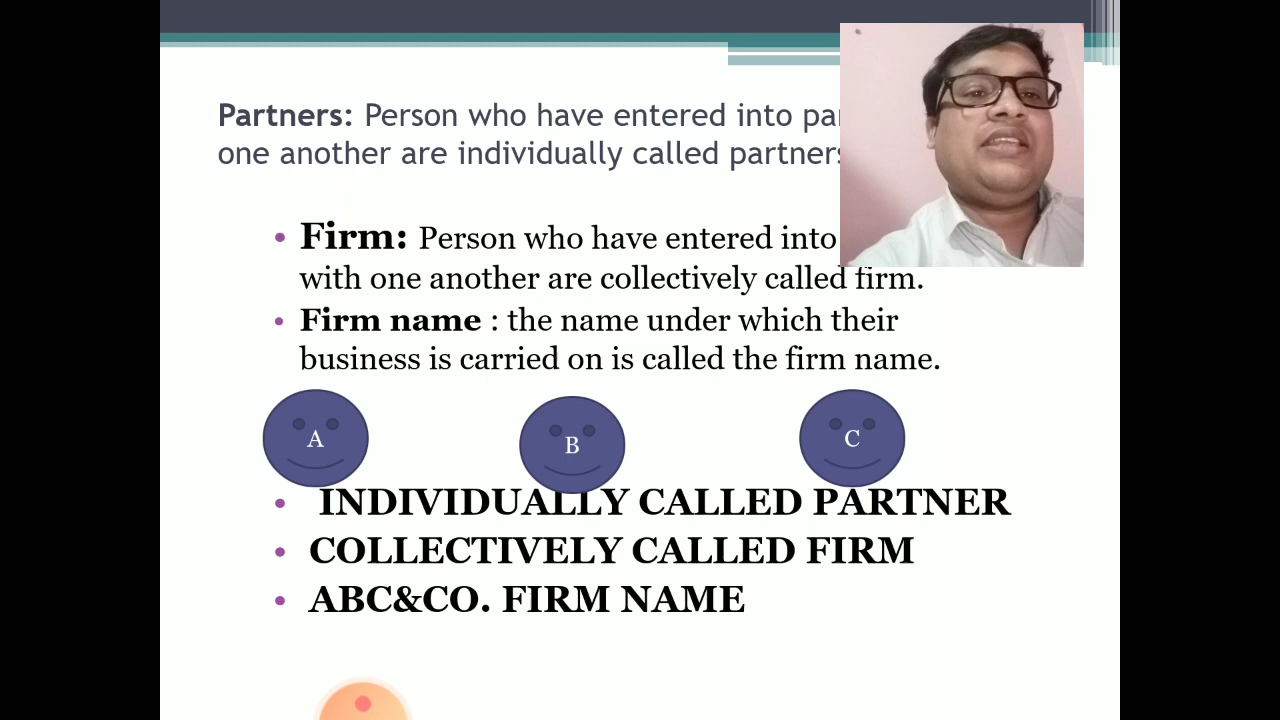 Partners: Person who have entered into
one another are individually called partners
• Firm: Person who have entered into
with one another are collectively called firm.
• Firm name : the name under which their
business is carried on is called the firm name.
A B C
• INDIVIDUALLY CALLED PARTNER
• COLLECTIVELY CALLED FIRM
• ABC&CO. FIRM NAME